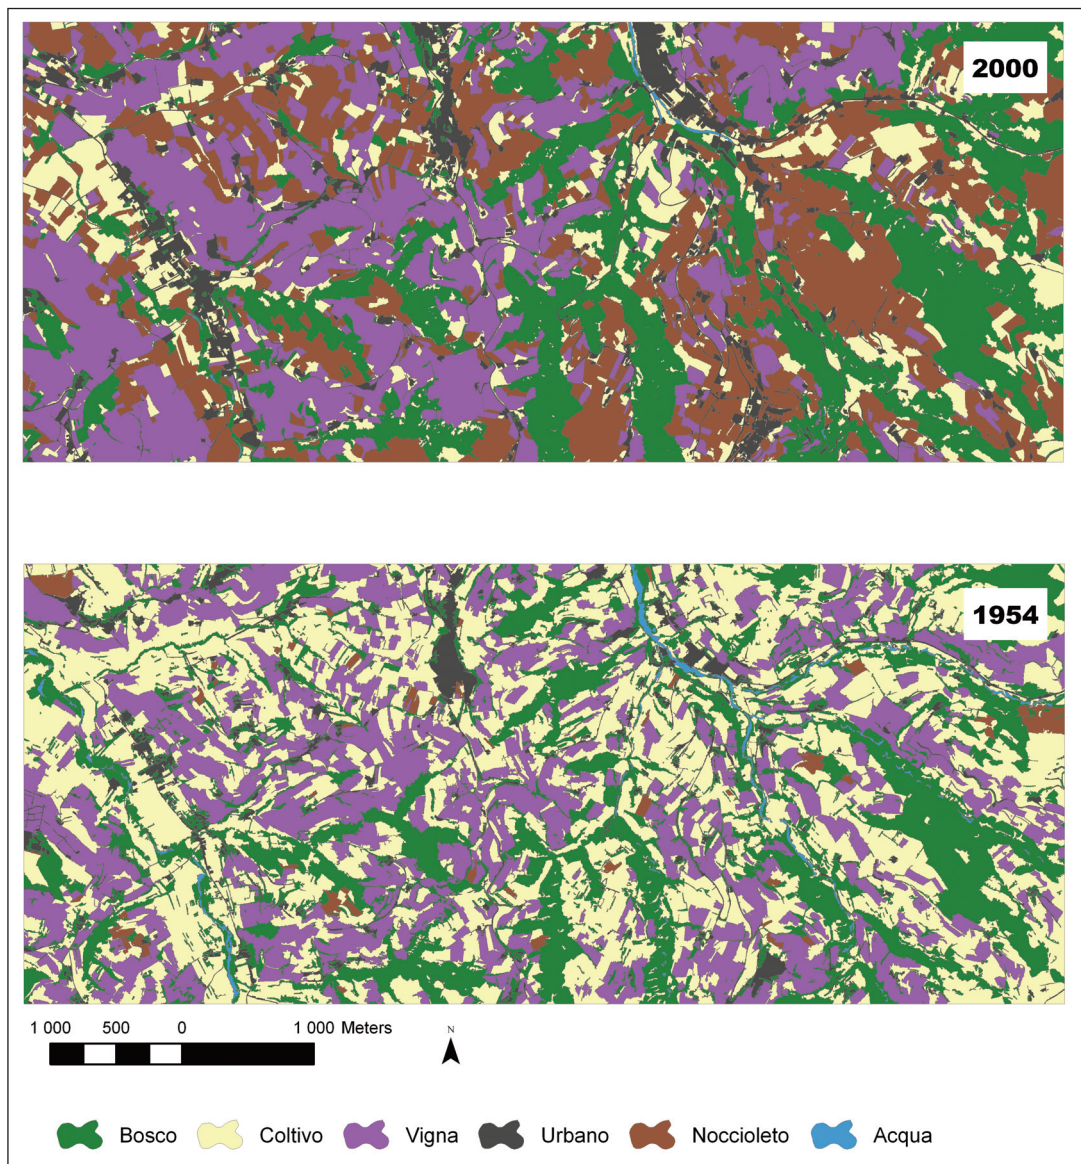 2000
1954
1 000 500 0 1 000 Meters
N
Bosco Coltivo Vigna Urbano Noccioleto Acqua